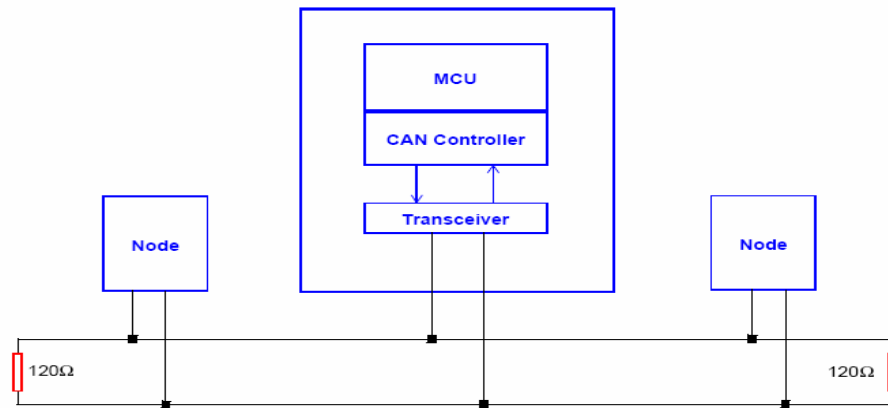 MCU
CAN Controller
Transceiver
Node
Node
120Ω
120Ω